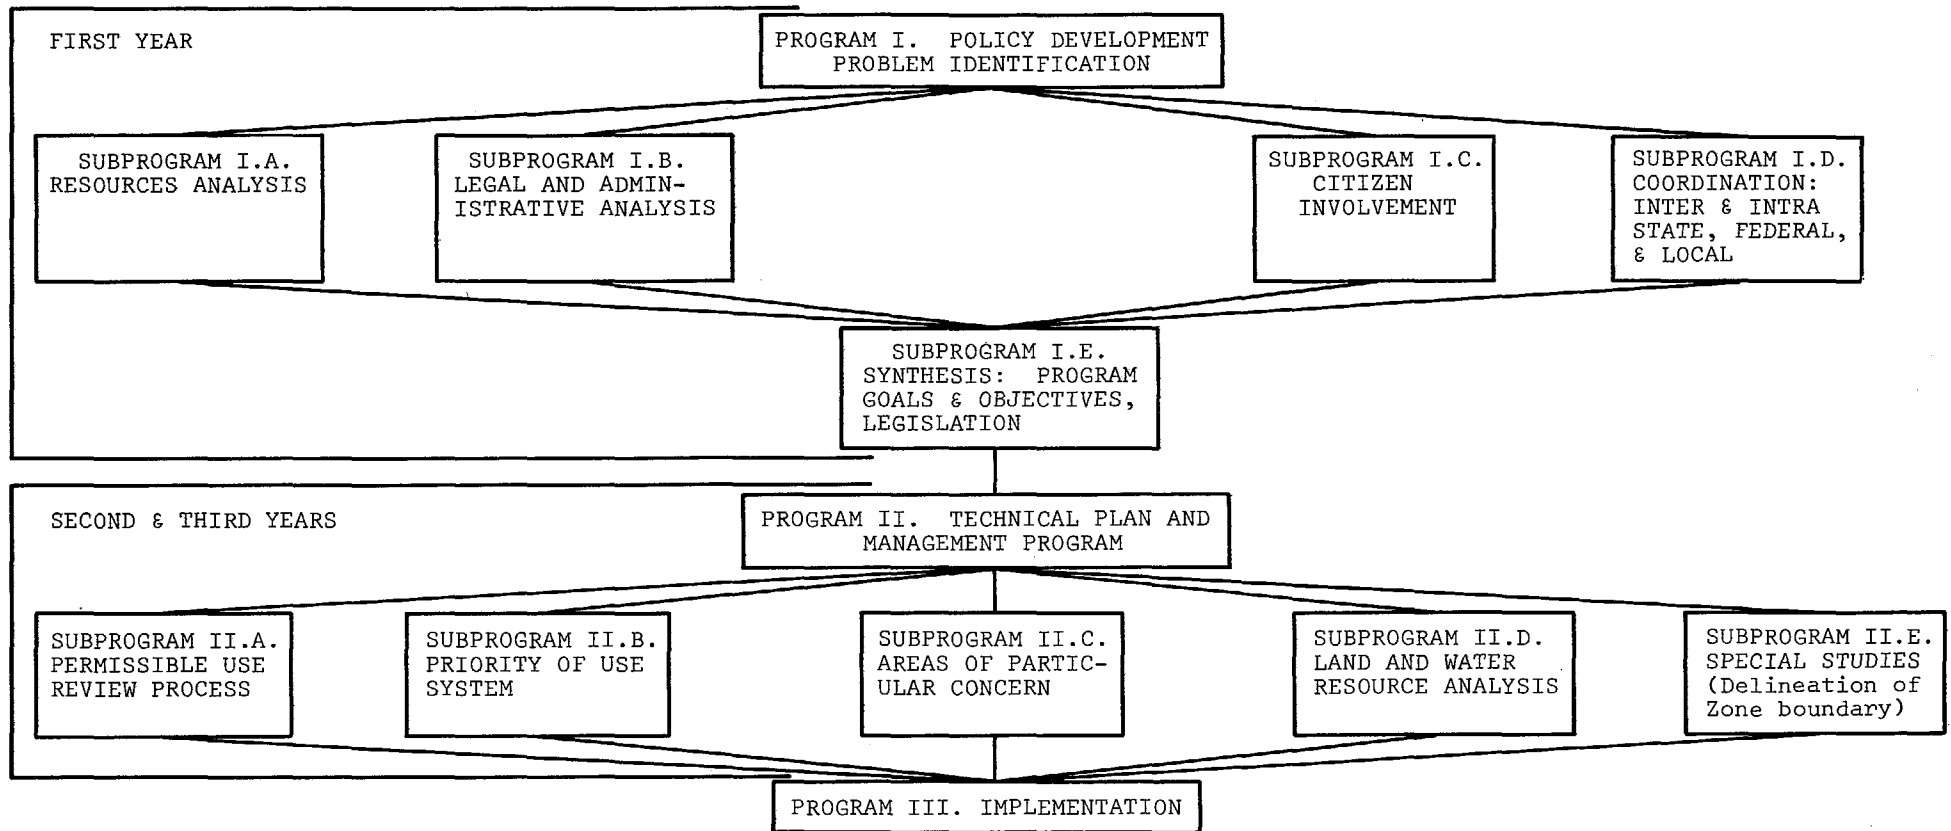 FIRST YEAR
PROGRAM I. POLICY DEVELOPMENT
PROBLEM IDENTIFICATION
SUBPROGRAM I.A.
RESOURCES ANALYSIS
SUBPROGRAM I.B.
LEGAL AND ADMIN-
ISTRATIVE ANALYSIS
SUBPROGRAM I.C.
CITIZEN
INVOLVEMENT
SUBPROGRAM I.D.
COORDINATION:
INTER & INTRA
STATE, FEDERAL,
& LOCAL
SUBPROGRAM I.E.
SYNTHESIS: PROGRAM
GOALS & OBJECTIVES,
LEGISLATION
SECOND & THIRD YEARS
PROGRAM II. TECHNICAL PLAN AND
MANAGEMENT PROGRAM
SUBPROGRAM II.A.
PERMISSIBLE USE
REVIEW PROCESS
SUBPROGRAM II.B.
PRIORITY OF USE
SYSTEM
SUBPROGRAM II.C.
AREAS OF PARTIC-
ULAR CONCERN
SUBPROGRAM II.D.
LAND AND WATER
RESOURCE ANALYSIS
SUBPROGRAM II.E.
SPECIAL STUDIES
(Delineation of
Zone boundary)
PROGRAM III. IMPLEMENTATION